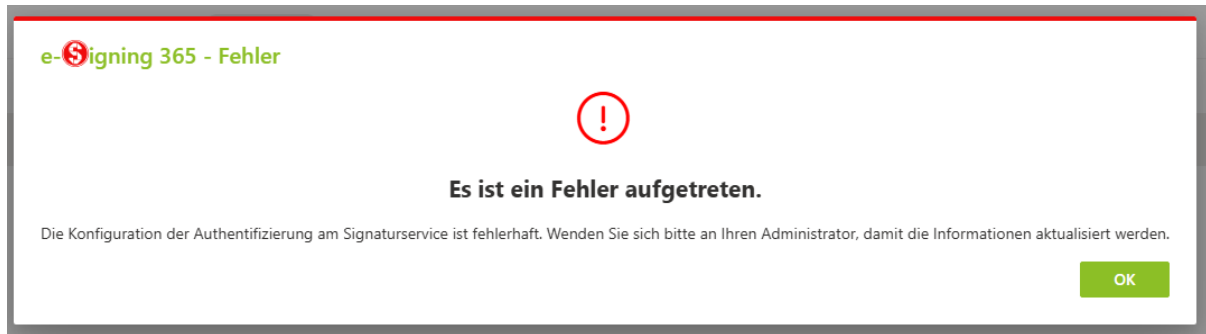 e-Signing 365 - Fehler
Es ist ein Fehler aufgetreten.
Die Konfiguration der Authentifizierung am Signaturservice ist fehlerhaft. Wenden Sie sich bitte an Ihren Administrator, damit die Informationen aktualisiert werden.
OK